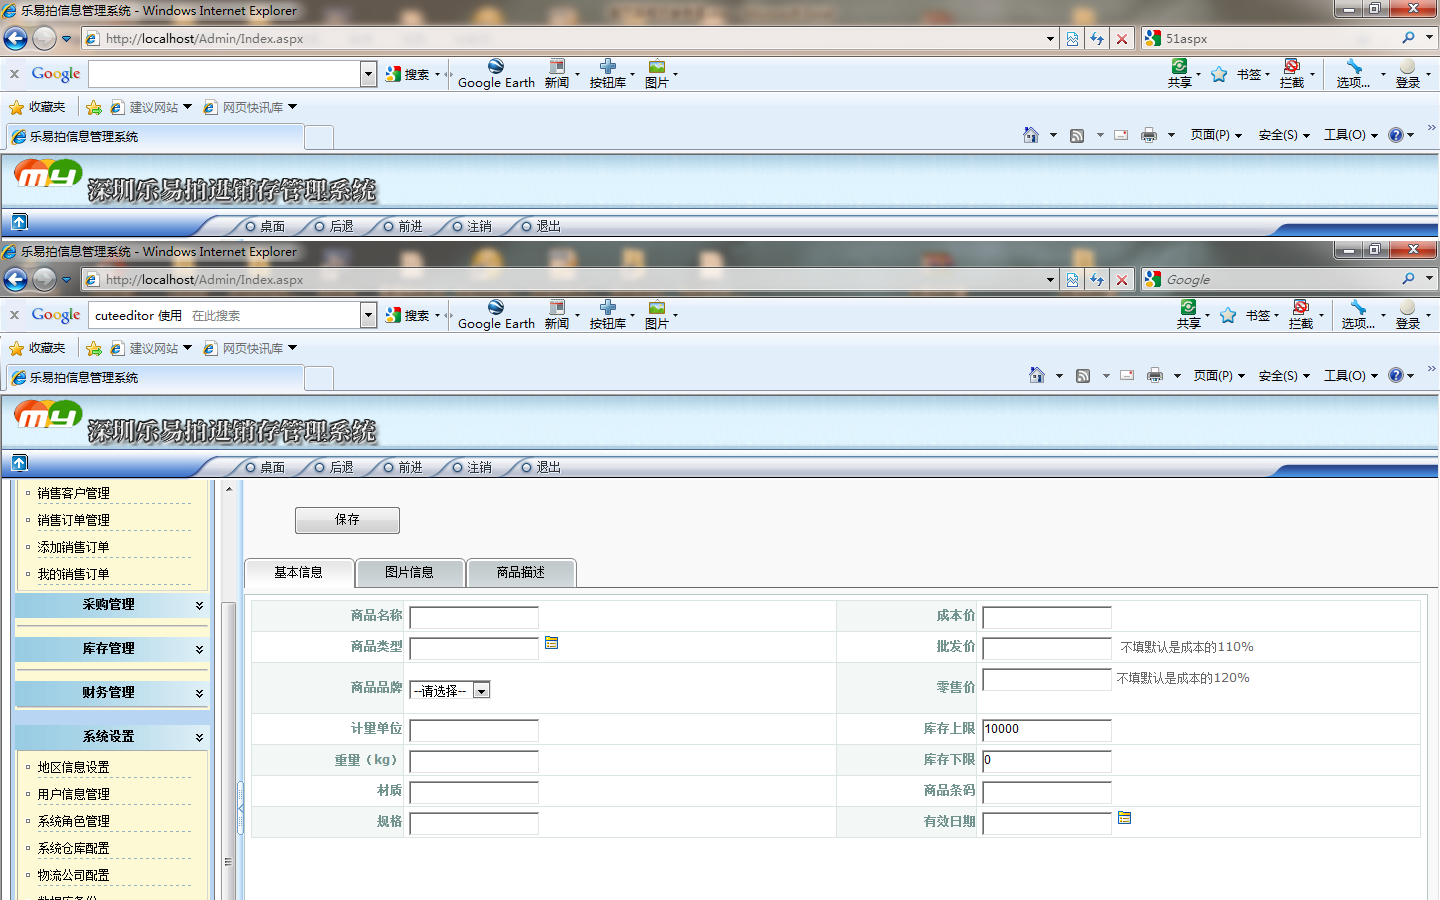 乐易拍信息管理系统 - Windows Internet Explorer
http://localhost/Admin/Index.aspx
51aspx
x Google 搜索 Google Earth 新闻 按钮库 图片 共享 书签 拦截 选项... 登录
收藏夹 建议网站 网页快讯库
乐易拍信息管理系统 页面(P) 安全(S) 工具(O)
my 深圳乐易拍进销存管理系统
桌面 后退 前进 注销 退出
乐易拍信息管理系统 - Windows Internet Explorer
http://localhost/Admin/Index.aspx
Google
x Google cuteeditor 使用 在此搜索 搜索 Google Earth 新闻 按钮库 图片 共享 书签 拦截 选项... 登录
收藏夹 建议网站 网页快讯库
乐易拍信息管理系统 页面(P) 安全(S) 工具(O)
my 深圳乐易拍进销存管理系统
桌面 后退 前进 注销 退出
销售客户管理
销售订单管理
添加销售订单
我的销售订单
采购管理
库存管理
财务管理
系统设置
地区信息设置
用户信息管理
系统角色管理
系统仓库配置
物流公司配置
保存
基本信息 图片信息 商品描述
商品名称 成本价
商品类型 批发价 不填默认是成本的110%
商品品牌 --请选择-- 零售价 不填默认是成本的120%
计量单位 库存上限 10000
重量（kg） 库存下限 0
材质 商品条码
规格 有效日期